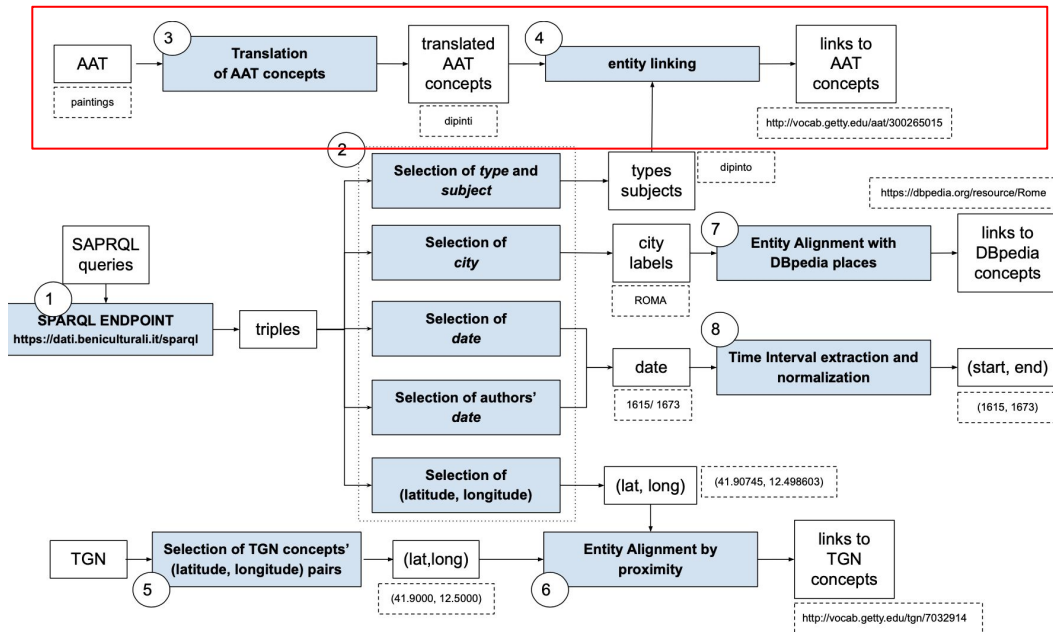 3
4
AAT
Translation
of AAT concepts
translated
AAT
concepts
entity linking
links to
AAT
concepts
paintings
dipinti
http://vocab.getty.edu/aat/300265015
2
Selection of type and
subject
types
subjects
dipinto
https://dbpedia.org/resource/Rome
SAPRQL
queries
Selection of
city
city
labels
7
Entity Alignment with
DBpedia places
links to
DBpedia
concepts
ROMA
1
SPARQL ENDPOINT
https://dati.beniculturali.it/sparql
triples
Selection of
date
8
date
Time Interval extraction and
normalization
(start, end)
1615/ 1673
(1615, 1673)
Selection of authors'
date
Selection of
(latitude, longitude)
(lat, long)
(41.90745, 12.498603)
TGN
Selection of TGN concepts'
(latitude, longitude) pairs
5
(lat,long)
(41.9000, 12.5000)
Entity Alignment by
proximity
6
links to
TGN
concepts
http://vocab.getty.edu/tgn/7032914